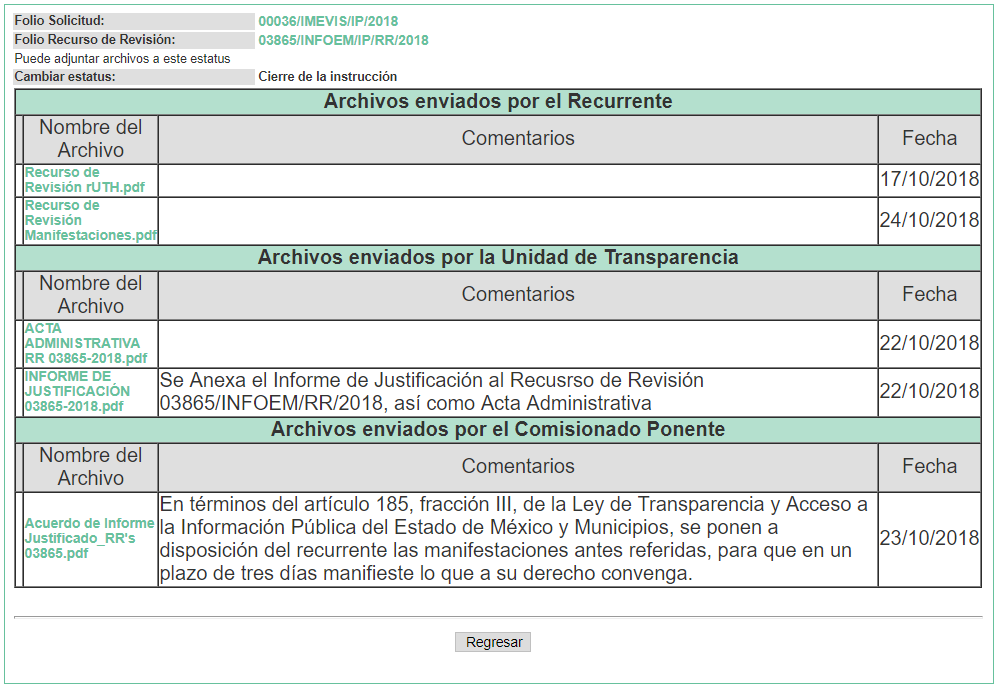 Folio Solicitud: 00036/IMEVIS/IP/2018
Folio Recurso de Revisión: 03865/INFOEM/IP/RR/2018
Puede adjuntar archivos a este estatus
Cambiar estatus: Cierre de la instrucción
Archivos enviados por el Recurrente
Nombre del
Archivo
Comentarios
Fecha
Recurso de
Revisión rUTH.pdf
17/10/2018
Recurso de
Revisión
Manifestaciones.pdf
24/10/2018
Archivos enviados por la Unidad de Transparencia
Nombre del
Archivo
Comentarios
Fecha
ACTA
ADMINISTRATIVA
RR 03865-2018.pdf
22/10/2018
INFORME DE
JUSTIFICACIÓN
03865-2018.pdf
Se Anexa el Informe de Justificación al Recusrso de Revisión
03865/INFOEM/RR/2018, así como Acta Administrativa
22/10/2018
Archivos enviados por el Comisionado Ponente
Nombre del
Archivo
Comentarios
Fecha
Acuerdo de Informe
Justificado_RR's
03865.pdf
En términos del artículo 185, fracción III, de la Ley de Transparencia y Acceso a
la Información Pública del Estado de México y Municipios, se ponen a
disposición del recurrente las manifestaciones antes referidas, para que en un
plazo de tres días manifieste lo que a su derecho convenga.
23/10/2018
Regresar